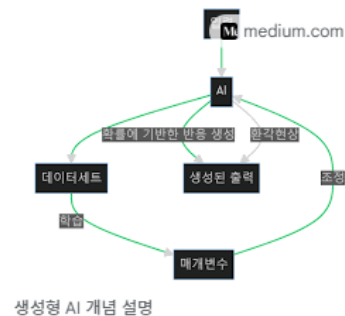 medium.com
AI
확률에 기반한 반응 생성
환각현상
데이터세트
생성된 출력
조정
학습
매개변수
생성형 AI 개념 설명